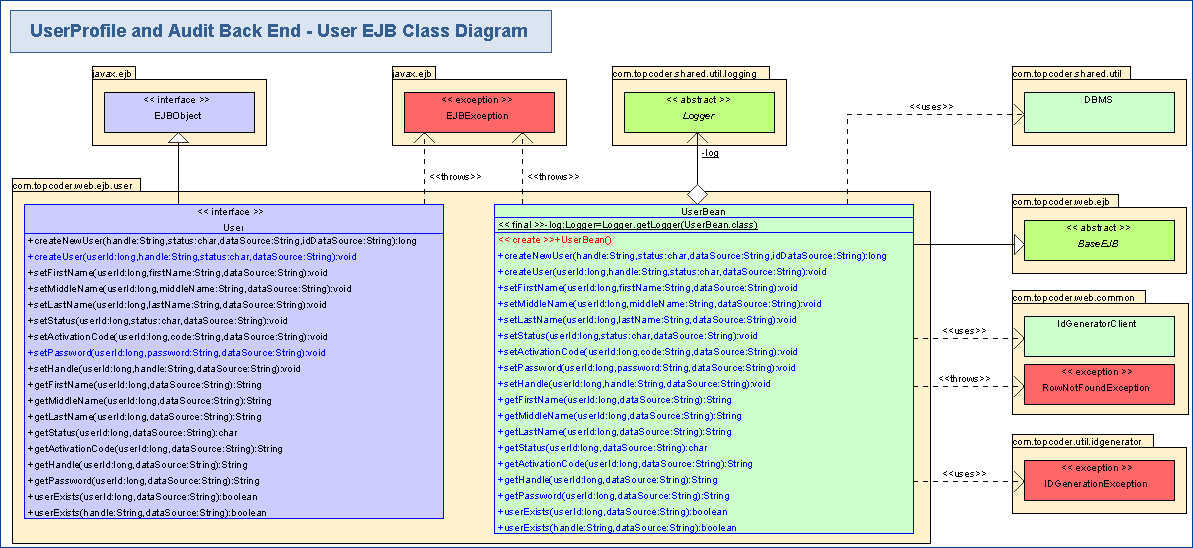 UserProfile and Audit Back End - User EJB Class Diagram
javax.ejb
<< interface >>
EJBObject
javax.ejb
<< exception >>
EJBException
com.topcoder.shared.util.logging
<< abstract >>
Logger
com.topcoder.shared.util
DBMS
<<uses>>
-log
<<throws>>
<<throws>>
com.topcoder.web.ejb.user
<< interface >>
User
+createNewUser(handle:String,status:char,dataSource:String,idDataSource:String):long
+createUser(userId:long,handle:String,status:char,dataSource:String):void
+setFirstName(userId:long,firstName:String,dataSource:String):void
+setMiddleName(userId:long,middleName:String,dataSource:String):void
+setLastName(userId:long,lastName:String,dataSource:String):void
+setStatus(userId:long,status:char,dataSource:String):void
+setActivationCode(userId:long,code:String,dataSource:String):void
+setPassword(userId:long,password:String,dataSource:String):void
+setHandle(userId:long,handle:String,dataSource:String):void
+getFirstName(userId:long,dataSource:String):String
+getMiddleName(userId:long,dataSource:String):String
+getLastName(userId:long,dataSource:String):String
+getStatus(userId:long,dataSource:String):char
+getActivationCode(userId:long,dataSource:String):String
+getHandle(userId:long,dataSource:String):String
+getPassword(userId:long,dataSource:String):String
+userExists(userId:long,dataSource:String):boolean
+userExists(handle:String,dataSource:String):boolean
UserBean
<< final >>-log:Logger=Logger.getLogger(UserBean.class)
<< create >>+UserBean()
+createNewUser(handle:String,status:char,dataSource:String,idDataSource:String):long
+createUser(userId:long,handle:String,status:char,dataSource:String):void
+setFirstName(userId:long,firstName:String,dataSource:String):void
+setMiddleName(userId:long,middleName:String,dataSource:String):void
+setLastName(userId:long,lastName:String,dataSource:String):void
+setStatus(userId:long,status:char,dataSource:String):void
+setActivationCode(userId:long,code:String,dataSource:String):void
+setPassword(userId:long,password:String,dataSource:String):void
+setHandle(userId:long,handle:String,dataSource:String):void
+getFirstName(userId:long,dataSource:String):String
+getMiddleName(userId:long,dataSource:String):String
+getLastName(userId:long,dataSource:String):String
+getStatus(userId:long,dataSource:String):char
+getActivationCode(userId:long,dataSource:String):String
+getHandle(userId:long,dataSource:String):String
+getPassword(userId:long,dataSource:String):String
+userExists(userId:long,dataSource:String):boolean
+userExists(handle:String,dataSource:String):boolean
com.topcoder.web.ejb
<< abstract >>
BaseEJB
com.topcoder.web.common
<<uses>>
IdGeneratorClient
<<throws>>
<< exception >>
RowNotFoundException
com.topcoder.util.idgenerator
<<uses>>
<< exception >>
IDGenerationException